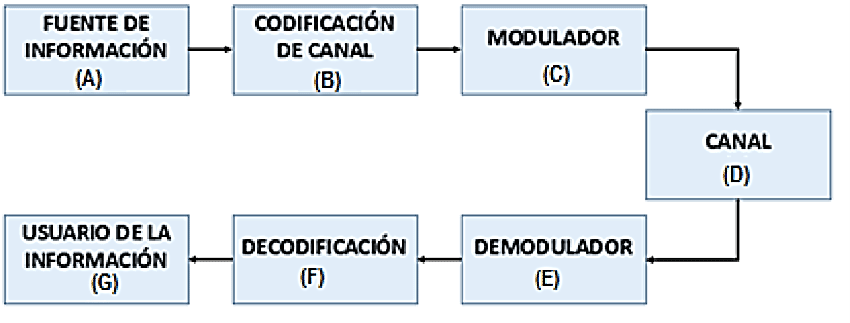 FUENTE DE
INFORMACIÓN
(A)
CODIFICACIÓN
DE CANAL
(B)
MODULADOR
(C)
CANAL
(D)
USUARIO DE LA
INFORMACIÓN
(G)
DECODIFICACIÓN
(F)
DEMODULADOR
(E)